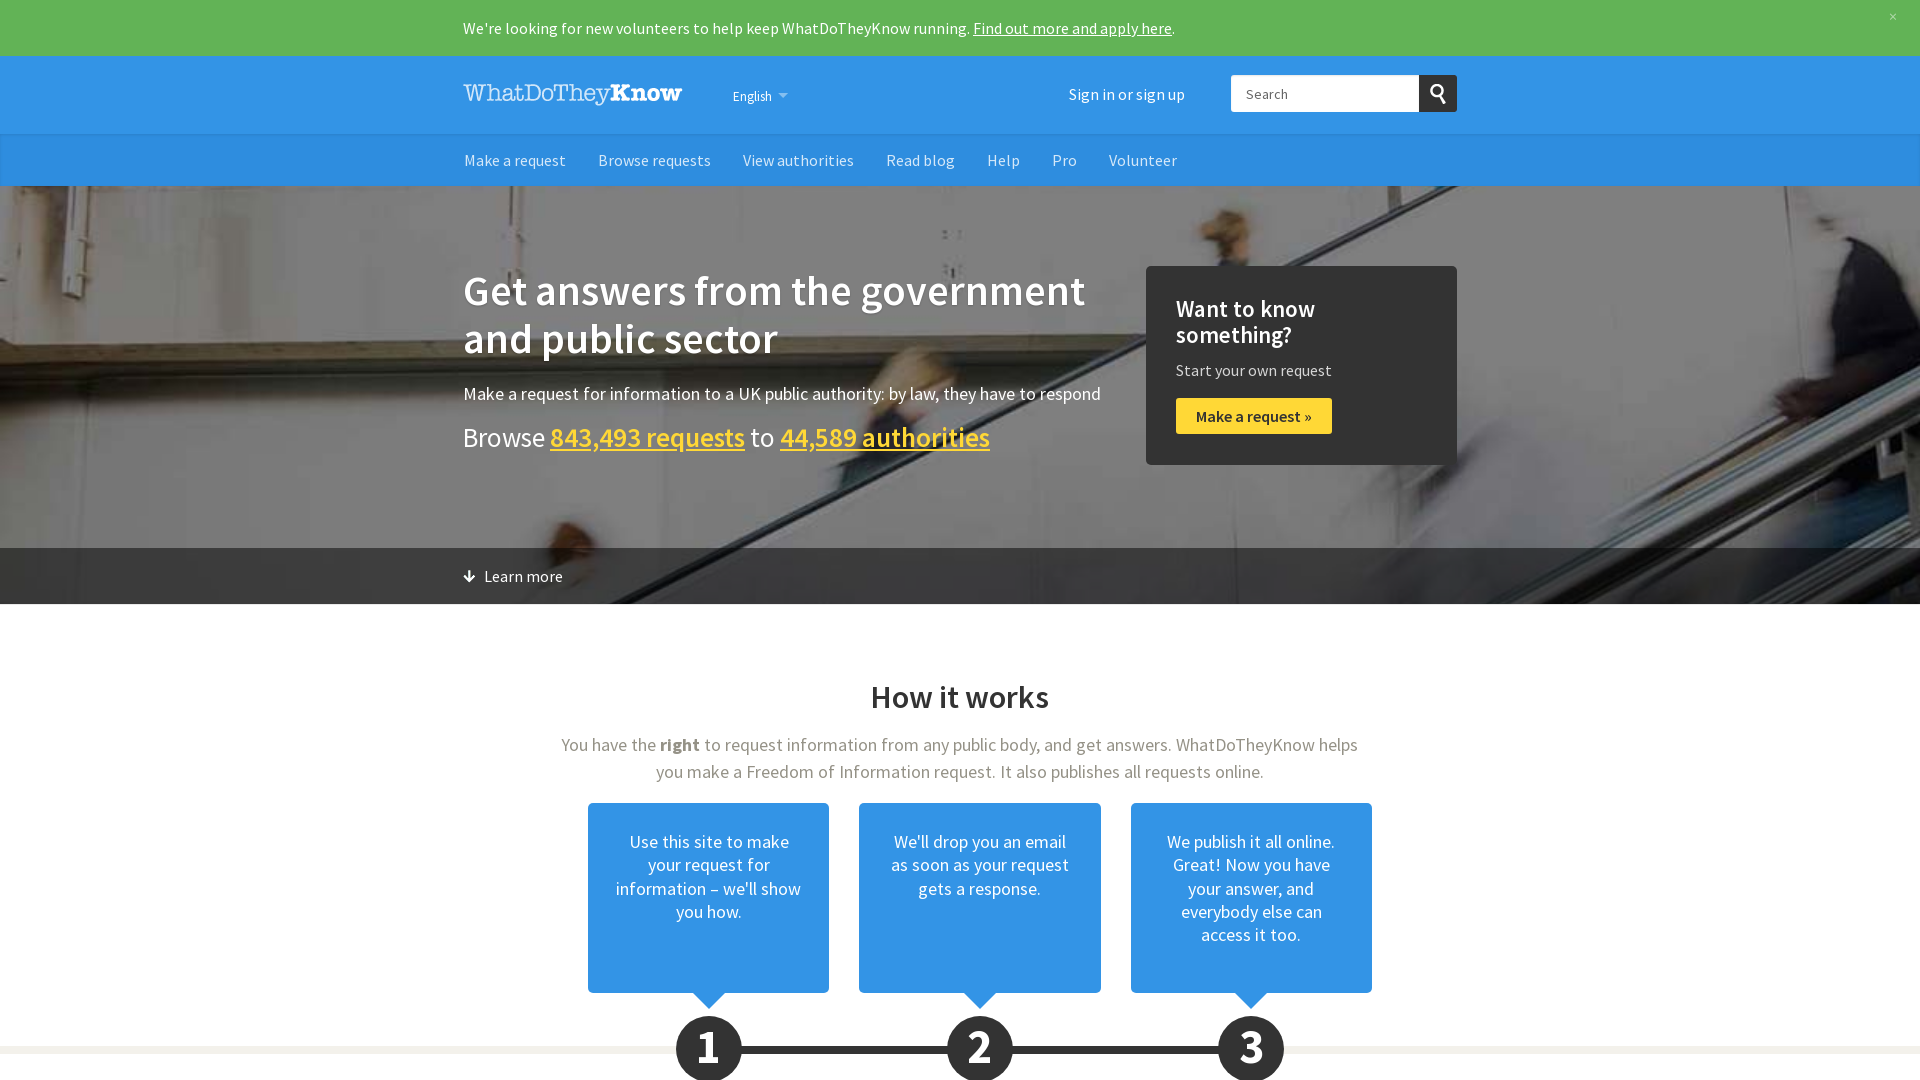 We're looking for new volunteers to help keep WhatDoTheyKnow running. Find out more and apply here.
×
WhatDoTheyKnow
English
Sign in or sign up
Search
Make a request
Browse requests
View authorities
Read blog
Help
Pro
Volunteer
Get answers from the government
and public sector
Make a request for information to a UK public authority: by law, they have to respond
Browse 843,493 requests to 44,589 authorities
Want to know
something?
Start your own request
Make a request »
Learn more
How it works
You have the right to request information from any public body, and get answers. WhatDoTheyKnow helps
you make a Freedom of Information request. It also publishes all requests online.
Use this site to make
your request for
information – we'll show
you how.
We'll drop you an email
as soon as your request
gets a response.
We publish it all online.
Great! Now you have
your answer, and
everybody else can
access it too.
1
2
3